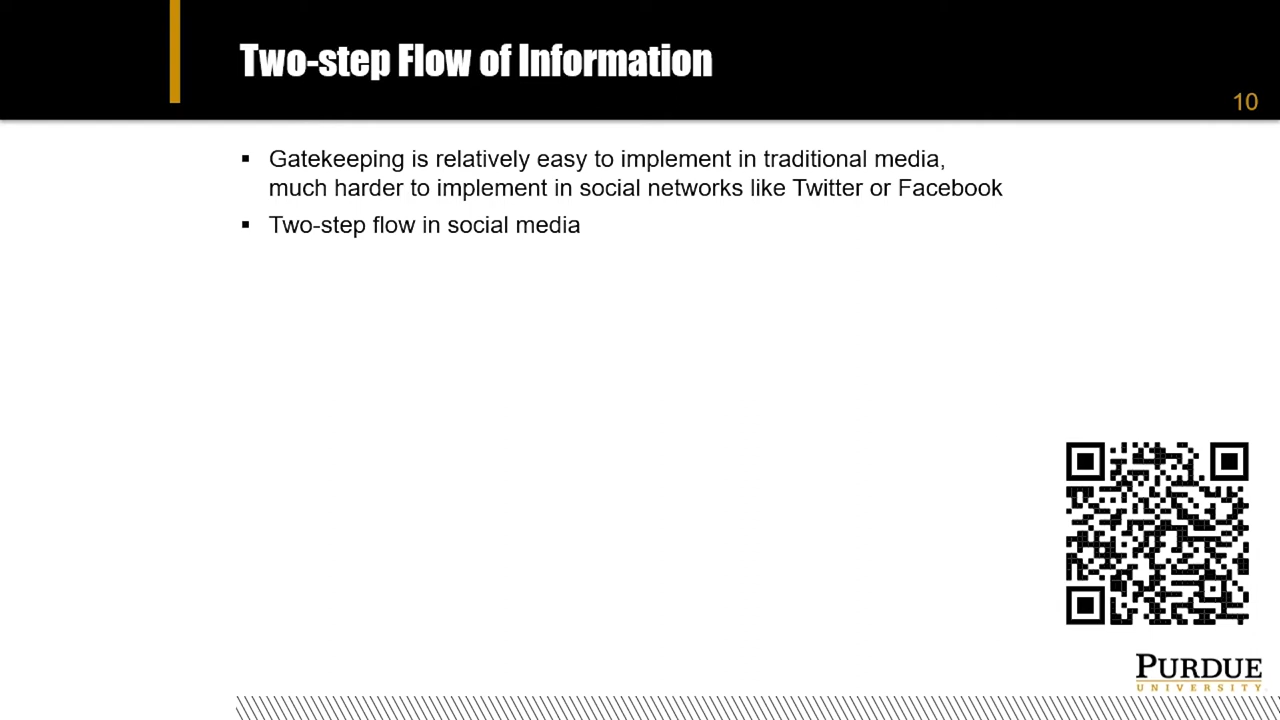 Two-step Flow of Information
10
▪ Gatekeeping is relatively easy to implement in traditional media,
much harder to implement in social networks like Twitter or Facebook
▪ Two-step flow in social media
PURDUE
UNIVERSITY